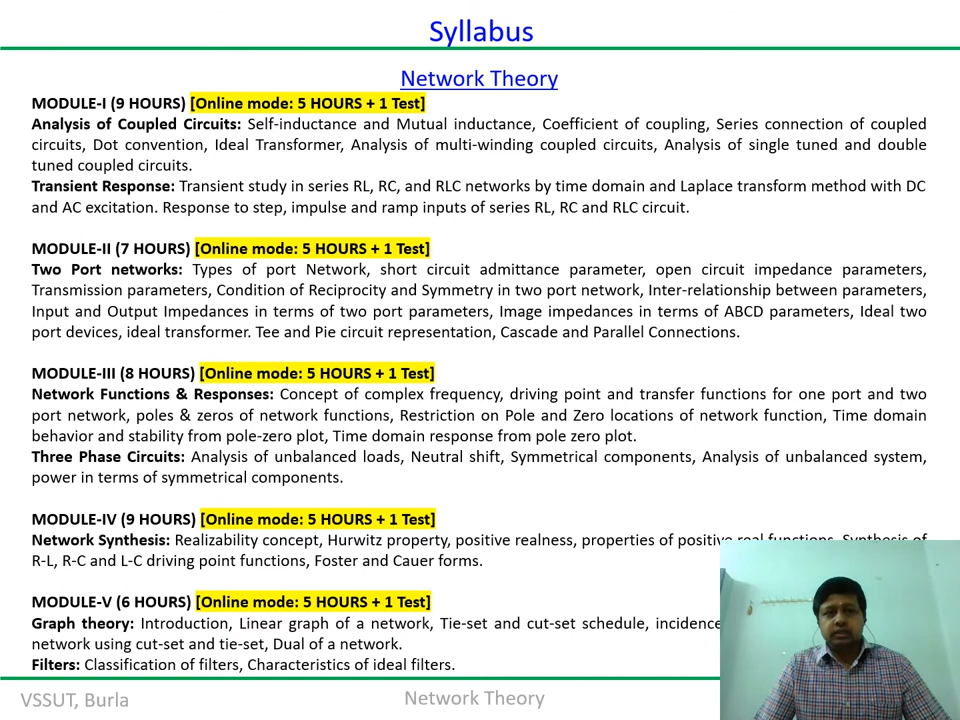 Syllabus
Network Theory
MODULE-I (9 HOURS) [Online mode: 5 HOURS + 1 Test]
Analysis of Coupled Circuits: Self-inductance and Mutual inductance, Coefficient of coupling, Series connection of coupled
circuits, Dot convention, Ideal Transformer, Analysis of multi-winding coupled circuits, Analysis of single tuned and double
tuned coupled circuits.
Transient Response: Transient study in series RL, RC, and RLC networks by time domain and Laplace transform method with DC
and AC excitation. Response to step, impulse and ramp inputs of series RL, RC and RLC circuit.
MODULE-II (7 HOURS) [Online mode: 5 HOURS + 1 Test]
Two Port networks: Types of port Network, short circuit admittance parameter, open circuit impedance parameters,
Transmission parameters, Condition of Reciprocity and Symmetry in two port network, Inter-relationship between parameters,
Input and Output Impedances in terms of two port parameters, Image impedances in terms of ABCD parameters, Ideal two
port devices, ideal transformer. Tee and Pie circuit representation, Cascade and Parallel Connections.
MODULE-III (8 HOURS) [Online mode: 5 HOURS + 1 Test]
Network Functions & Responses: Concept of complex frequency, driving point and transfer functions for one port and two
port network, poles & zeros of network functions, Restriction on Pole and Zero locations of network function, Time domain
behavior and stability from pole-zero plot, Time domain response from pole zero plot.
Three Phase Circuits: Analysis of unbalanced loads, Neutral shift, Symmetrical components, Analysis of unbalanced system,
power in terms of symmetrical components.
MODULE-IV (9 HOURS) [Online mode: 5 HOURS + 1 Test]
Network Synthesis: Realizability concept, Hurwitz property, positive realness, properties of positive real functions, Synthesis of
R-L, R-C and L-C driving point functions, Foster and Cauer forms.
MODULE-V (6 HOURS) [Online mode: 5 HOURS + 1 Test]
Graph theory: Introduction, Linear graph of a network, Tie-set and cut-set schedule, incidence
network using cut-set and tie-set, Dual of a network.
Filters: Classification of filters, Characteristics of ideal filters.
VSSUT, Burla
Network Theory